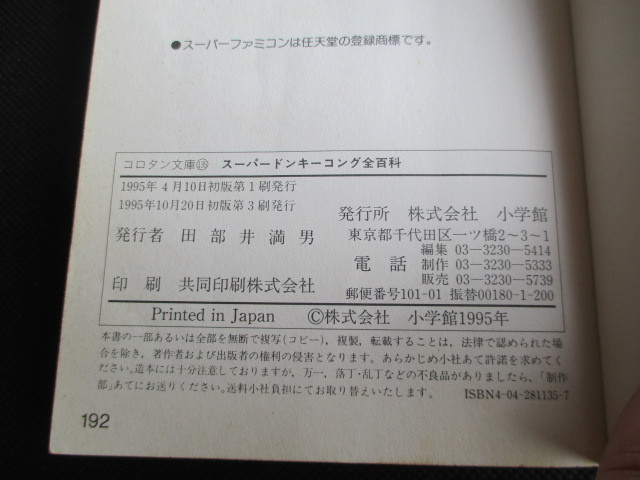 ●スーパーファミコンは任天堂の登録商標です。
コロタン文庫135 スーパードンキーコング全百科
1995年 4月10日初版第1刷発行
1995年10月20日初版第3刷発行
発行所 株式会社 小学館
発行者 田部井満男
東京都千代田区一ツ橋2〜3〜1
編集 03—3230—5414
電話 制作 03—3230—5333
販売 03—3230—5739
印刷 共同印刷株式会社
郵便番号101-01 振替00180-1-200
Printed in Japan ©株式会社 小学館1995年
本書の一部あるいは全部を無断で複写(コピー)、複製、転載することは、法律で認められた場
合を除き、著作者および出版者の権利の侵害となります。あらかじめ小社あて許諾を求めてく
ださい。造本には十分注意しておりますが、万一、落丁・乱丁などの不良品がありましたら、「制作
部」あてにお送りください。送料小社負担にてお取り替えいたします。
ISBN4-04-281135-7
192